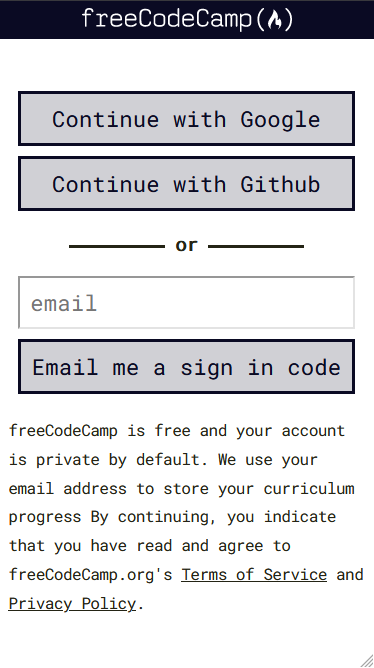 freeCodeCamp(🔥)
Continue with Google
Continue with Github
or
email
Email me a sign in code
freeCodeCamp is free and your account
is private by default. We use your
email address to store your curriculum
progress By continuing, you indicate
that you have read and agree to
freeCodeCamp.org's Terms of Service and
Privacy Policy.